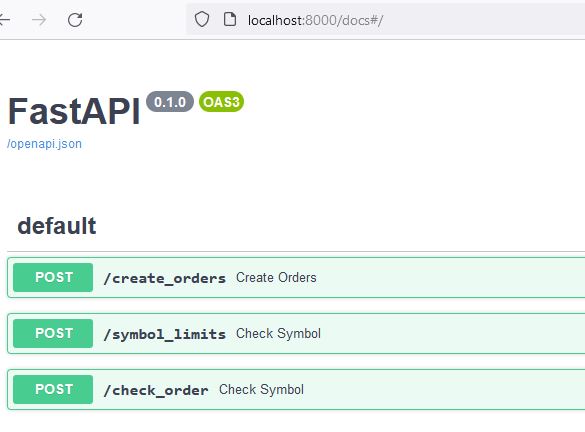 localhost:8000/docs#/
FastAPI 0.1.0 OAS3
/openapi.json
default
POST /create_orders Create Orders
POST /symbol_limits Check Symbol
POST /check_order Check Symbol